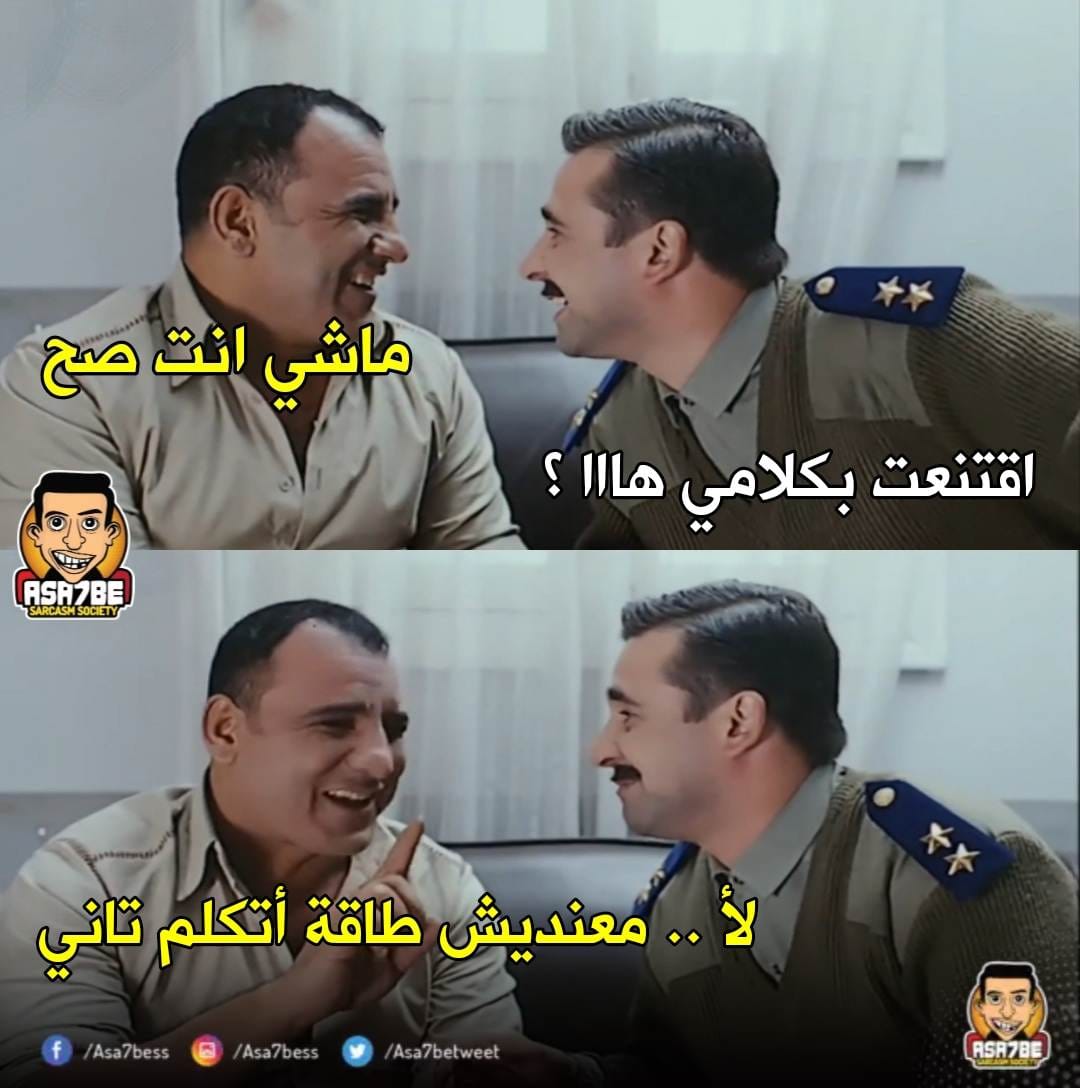 ماشي انت صح
اقتنعت بكلامي هااا ؟
ASA7BE
SARCASM SOCIETY
لأ .. معنديش طاقة أتكلم تاني
/Asa7bess
/Asa7bess
/Asa7betweet
ASA7BE
SARCASM SOCIETY